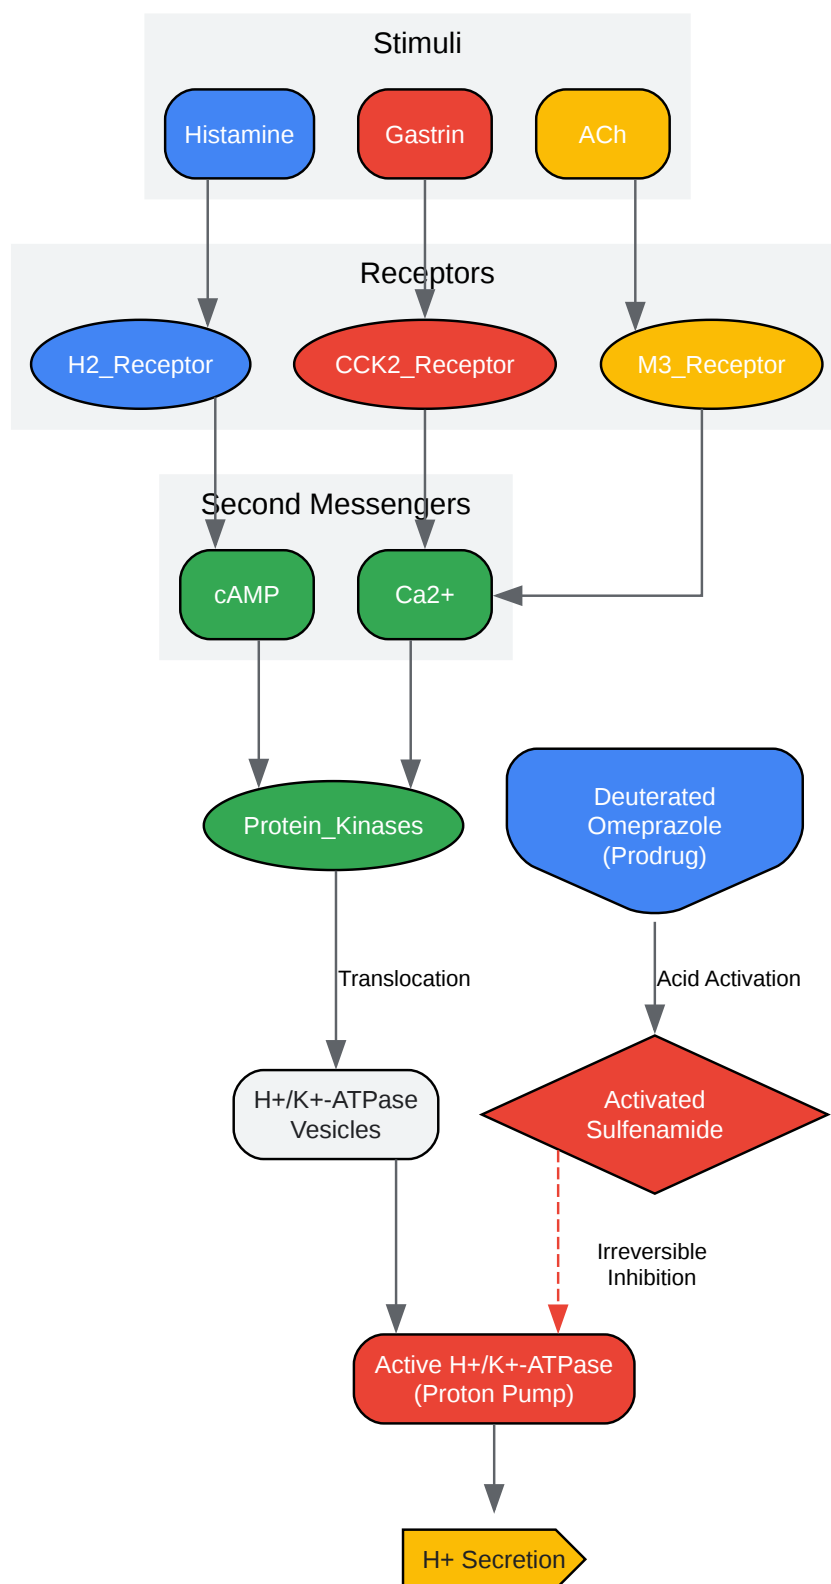 Stimuli
Histamine
Gastrin
ACh
Receptors
H2_Receptor
CCK2_Receptor
M3_Receptor
Second Messengers
cAMP
Ca2+
Protein_Kinases
Deuterated
Omeprazole
(Prodrug)
Translocation
Acid Activation
H+/K+-ATPase
Vesicles
Activated
Sulfenamide
Irreversible
Inhibition
Active H+/K+-ATPase
(Proton Pump)
H+ Secretion